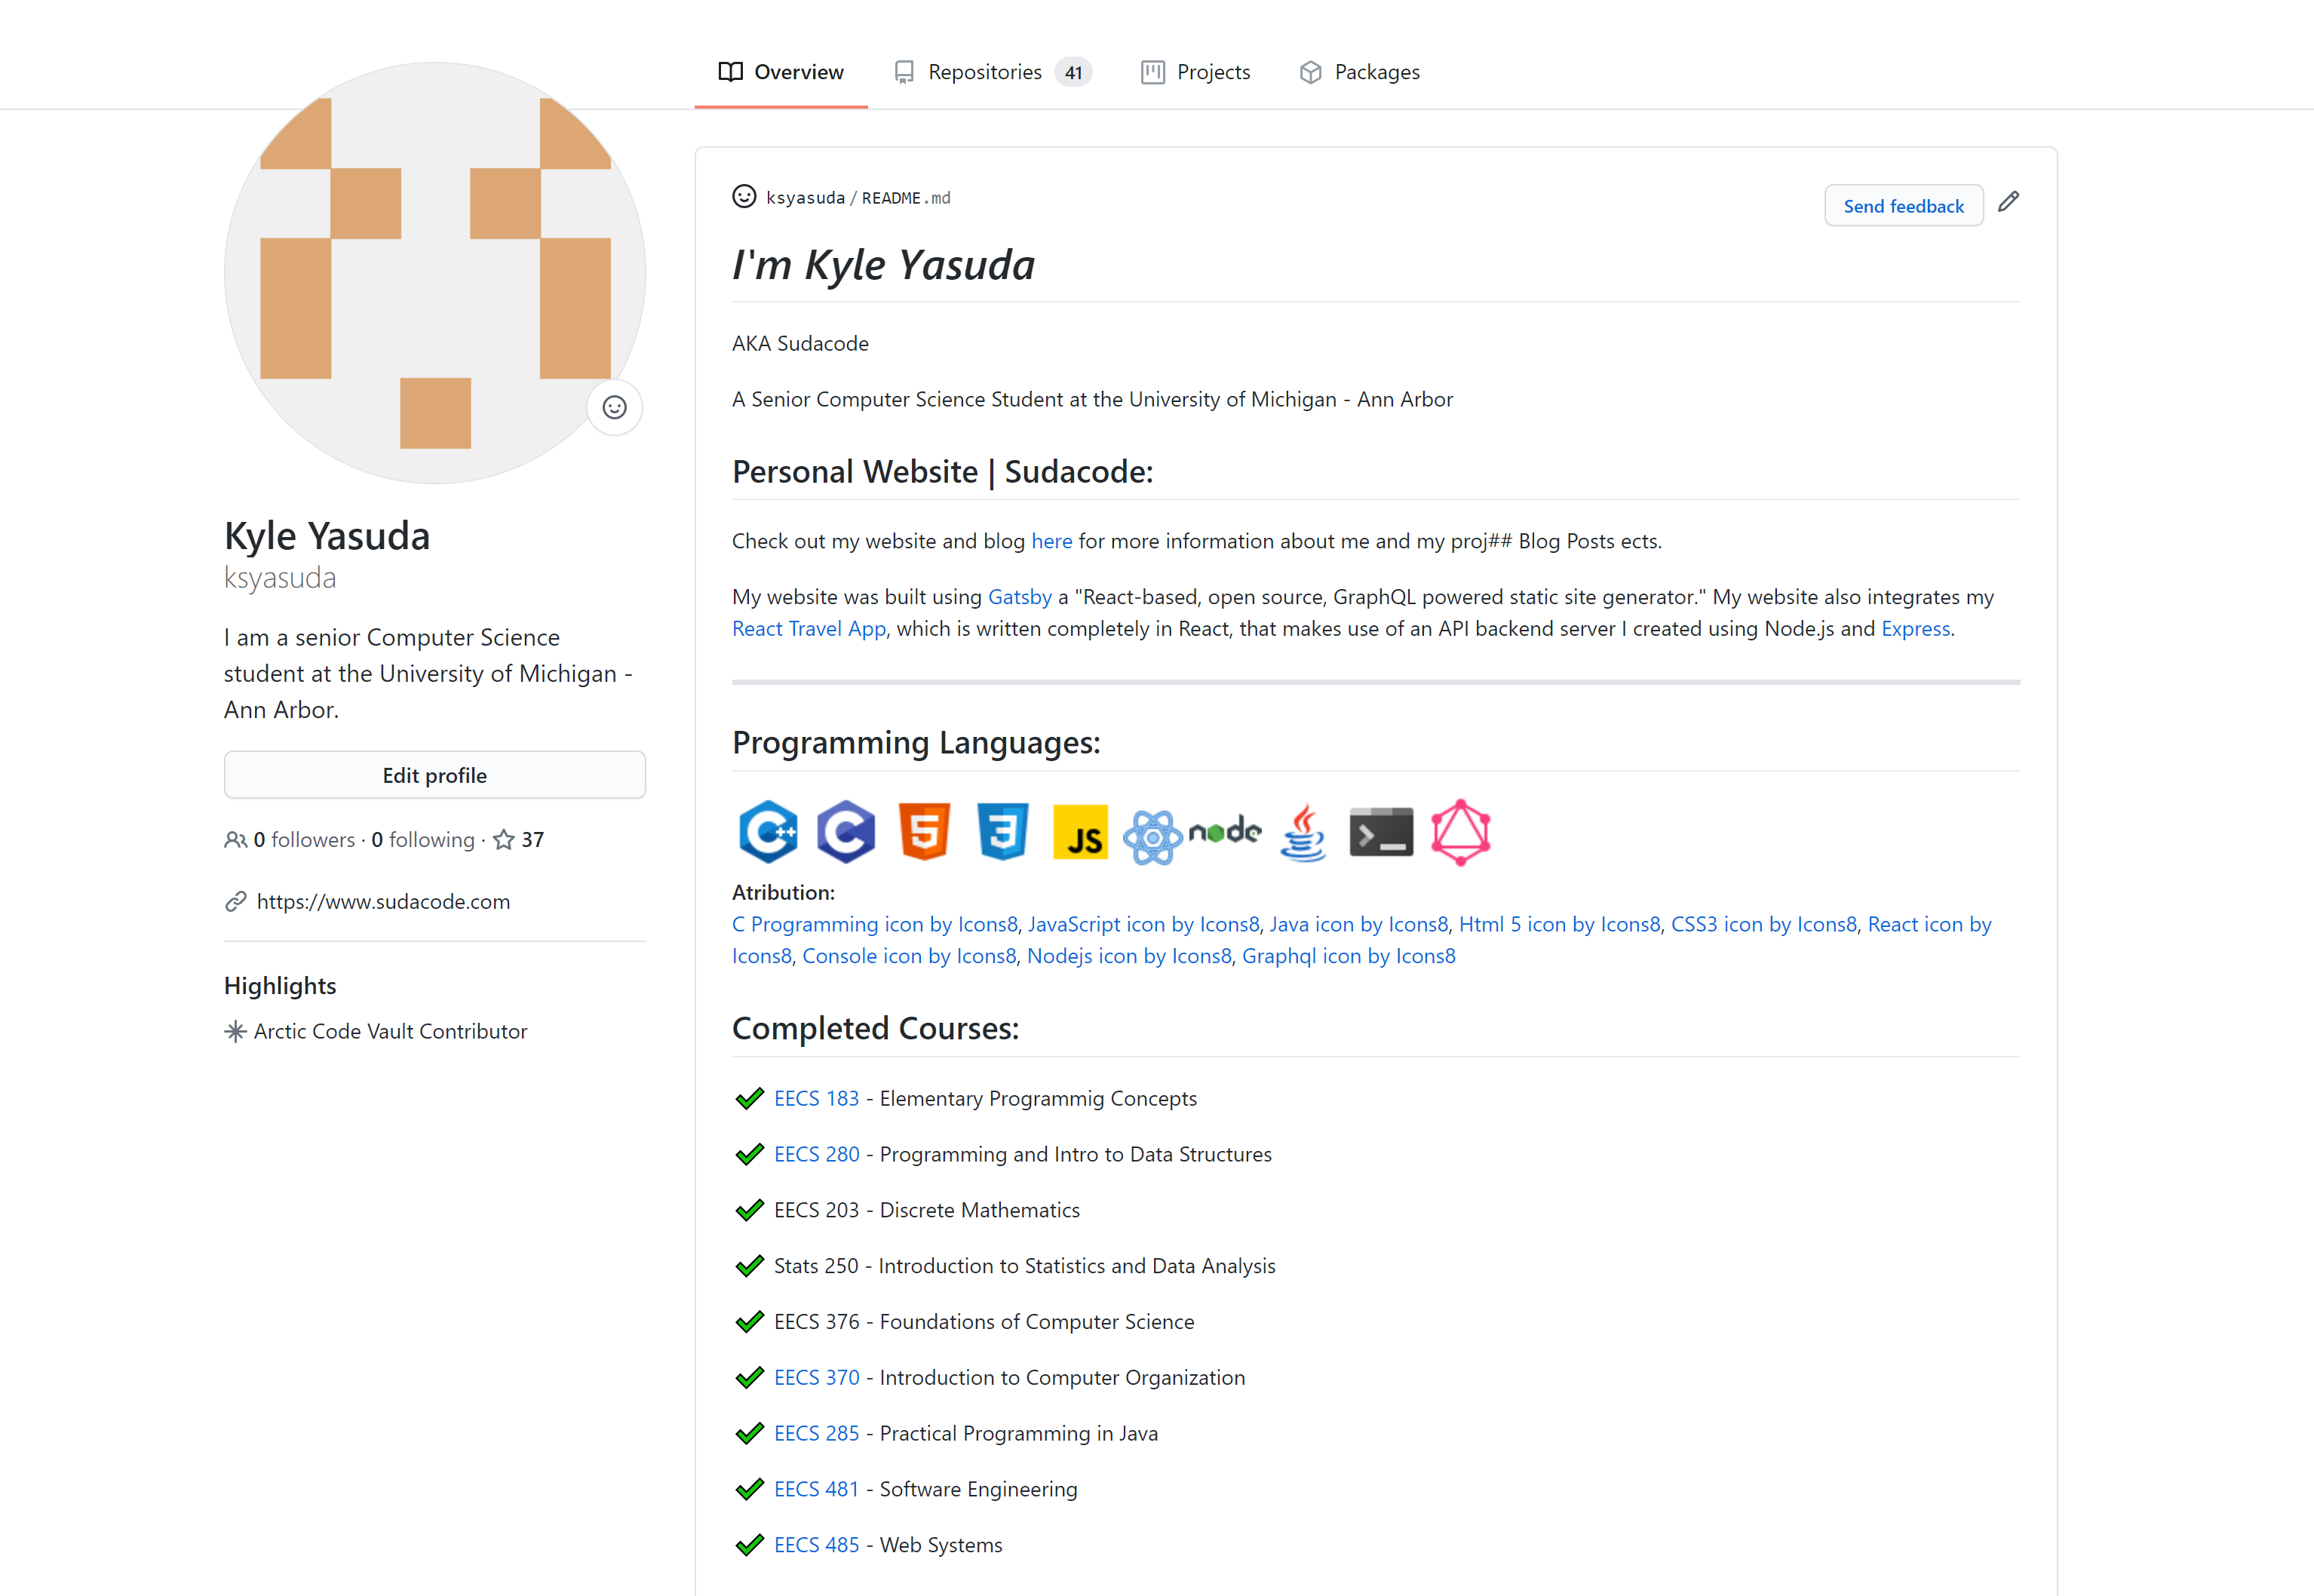 Overview Repositories 41 Projects Packages
ksyasuda/README.md
Send feedback
I'm Kyle Yasuda
AKA Sudacode
A Senior Computer Science Student at the University of Michigan - Ann Arbor
Personal Website | Sudacode:
Check out my website and blog here for more information about me and my proj## Blog Posts ects.
My website was built using Gatsby a "React-based, open source, GraphQL powered static site generator." My website also integrates my
React Travel App, which is written completely in React, that makes use of an API backend server I created using Node.js and Express.
Kyle Yasuda
ksyasuda
I am a senior Computer Science
student at the University of Michigan -
Ann Arbor.
Edit profile
0 followers · 0 following · 37
https://www.sudacode.com
Highlights
Arctic Code Vault Contributor
Programming Languages:
C++ C 5 3 JS node >_
Atribution:
C Programming icon by Icons8, JavaScript icon by Icons8, Java icon by Icons8, Html 5 icon by Icons8, CSS3 icon by Icons8, React icon by
Icons8, Console icon by Icons8, Nodejs icon by Icons8, Graphql icon by Icons8
Completed Courses:
EECS 183 - Elementary Programmig Concepts
EECS 280 - Programming and Intro to Data Structures
EECS 203 - Discrete Mathematics
Stats 250 - Introduction to Statistics and Data Analysis
EECS 376 - Foundations of Computer Science
EECS 370 - Introduction to Computer Organization
EECS 285 - Practical Programming in Java
EECS 481 - Software Engineering
EECS 485 - Web Systems